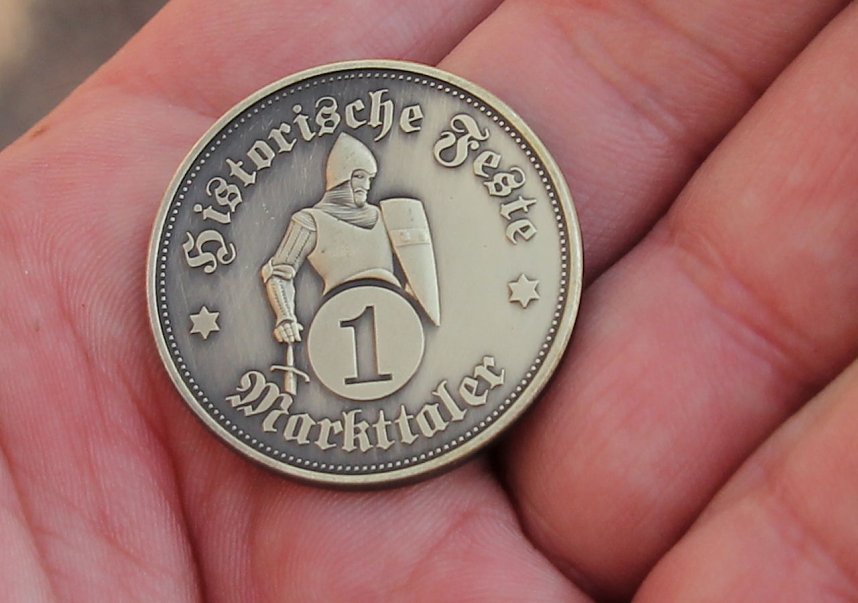 Historische Feste
1
Markttaler